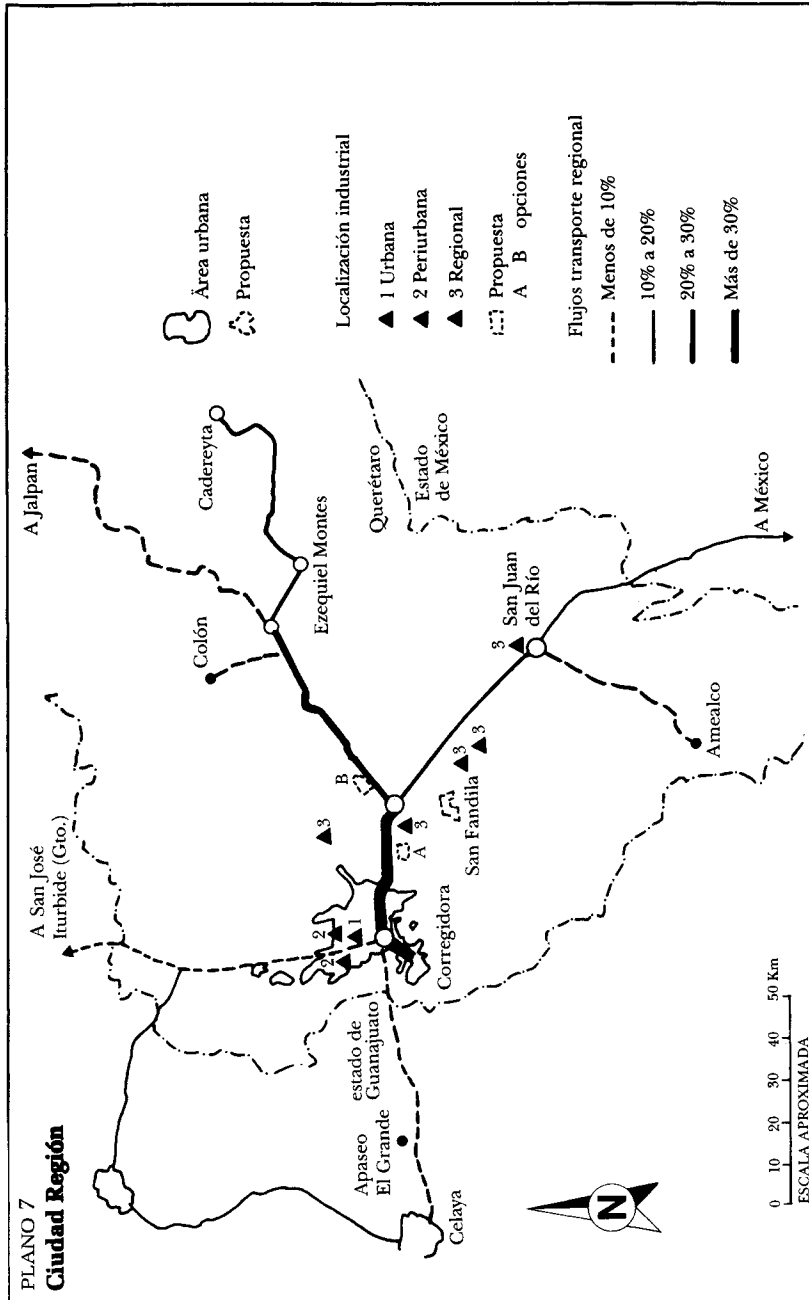 PLANO 7
Ciudad Región
A San José
Iturbide (Gto.)
A Jalpan
Colón
Cadereyta
Ezequiel Montes
Querétaro
Estado
de México
B
3
2
2
1
A
3
Corregidora
San Fandila
3
3
3
San Juan
del Río
A México
Amealco
estado de
Guanajuato
Apaseo
El Grande
Celaya
N
0 10 20 30 40 50 Km
ESCALA APROXIMADA
Ärea urbana
Propuesta
Localización industrial
1 Urbana
2 Periurbana
3 Regional
Propuesta
A B opciones
Flujos transporte regional
Menos de 10%
10% a 20%
20% a 30%
Más de 30%